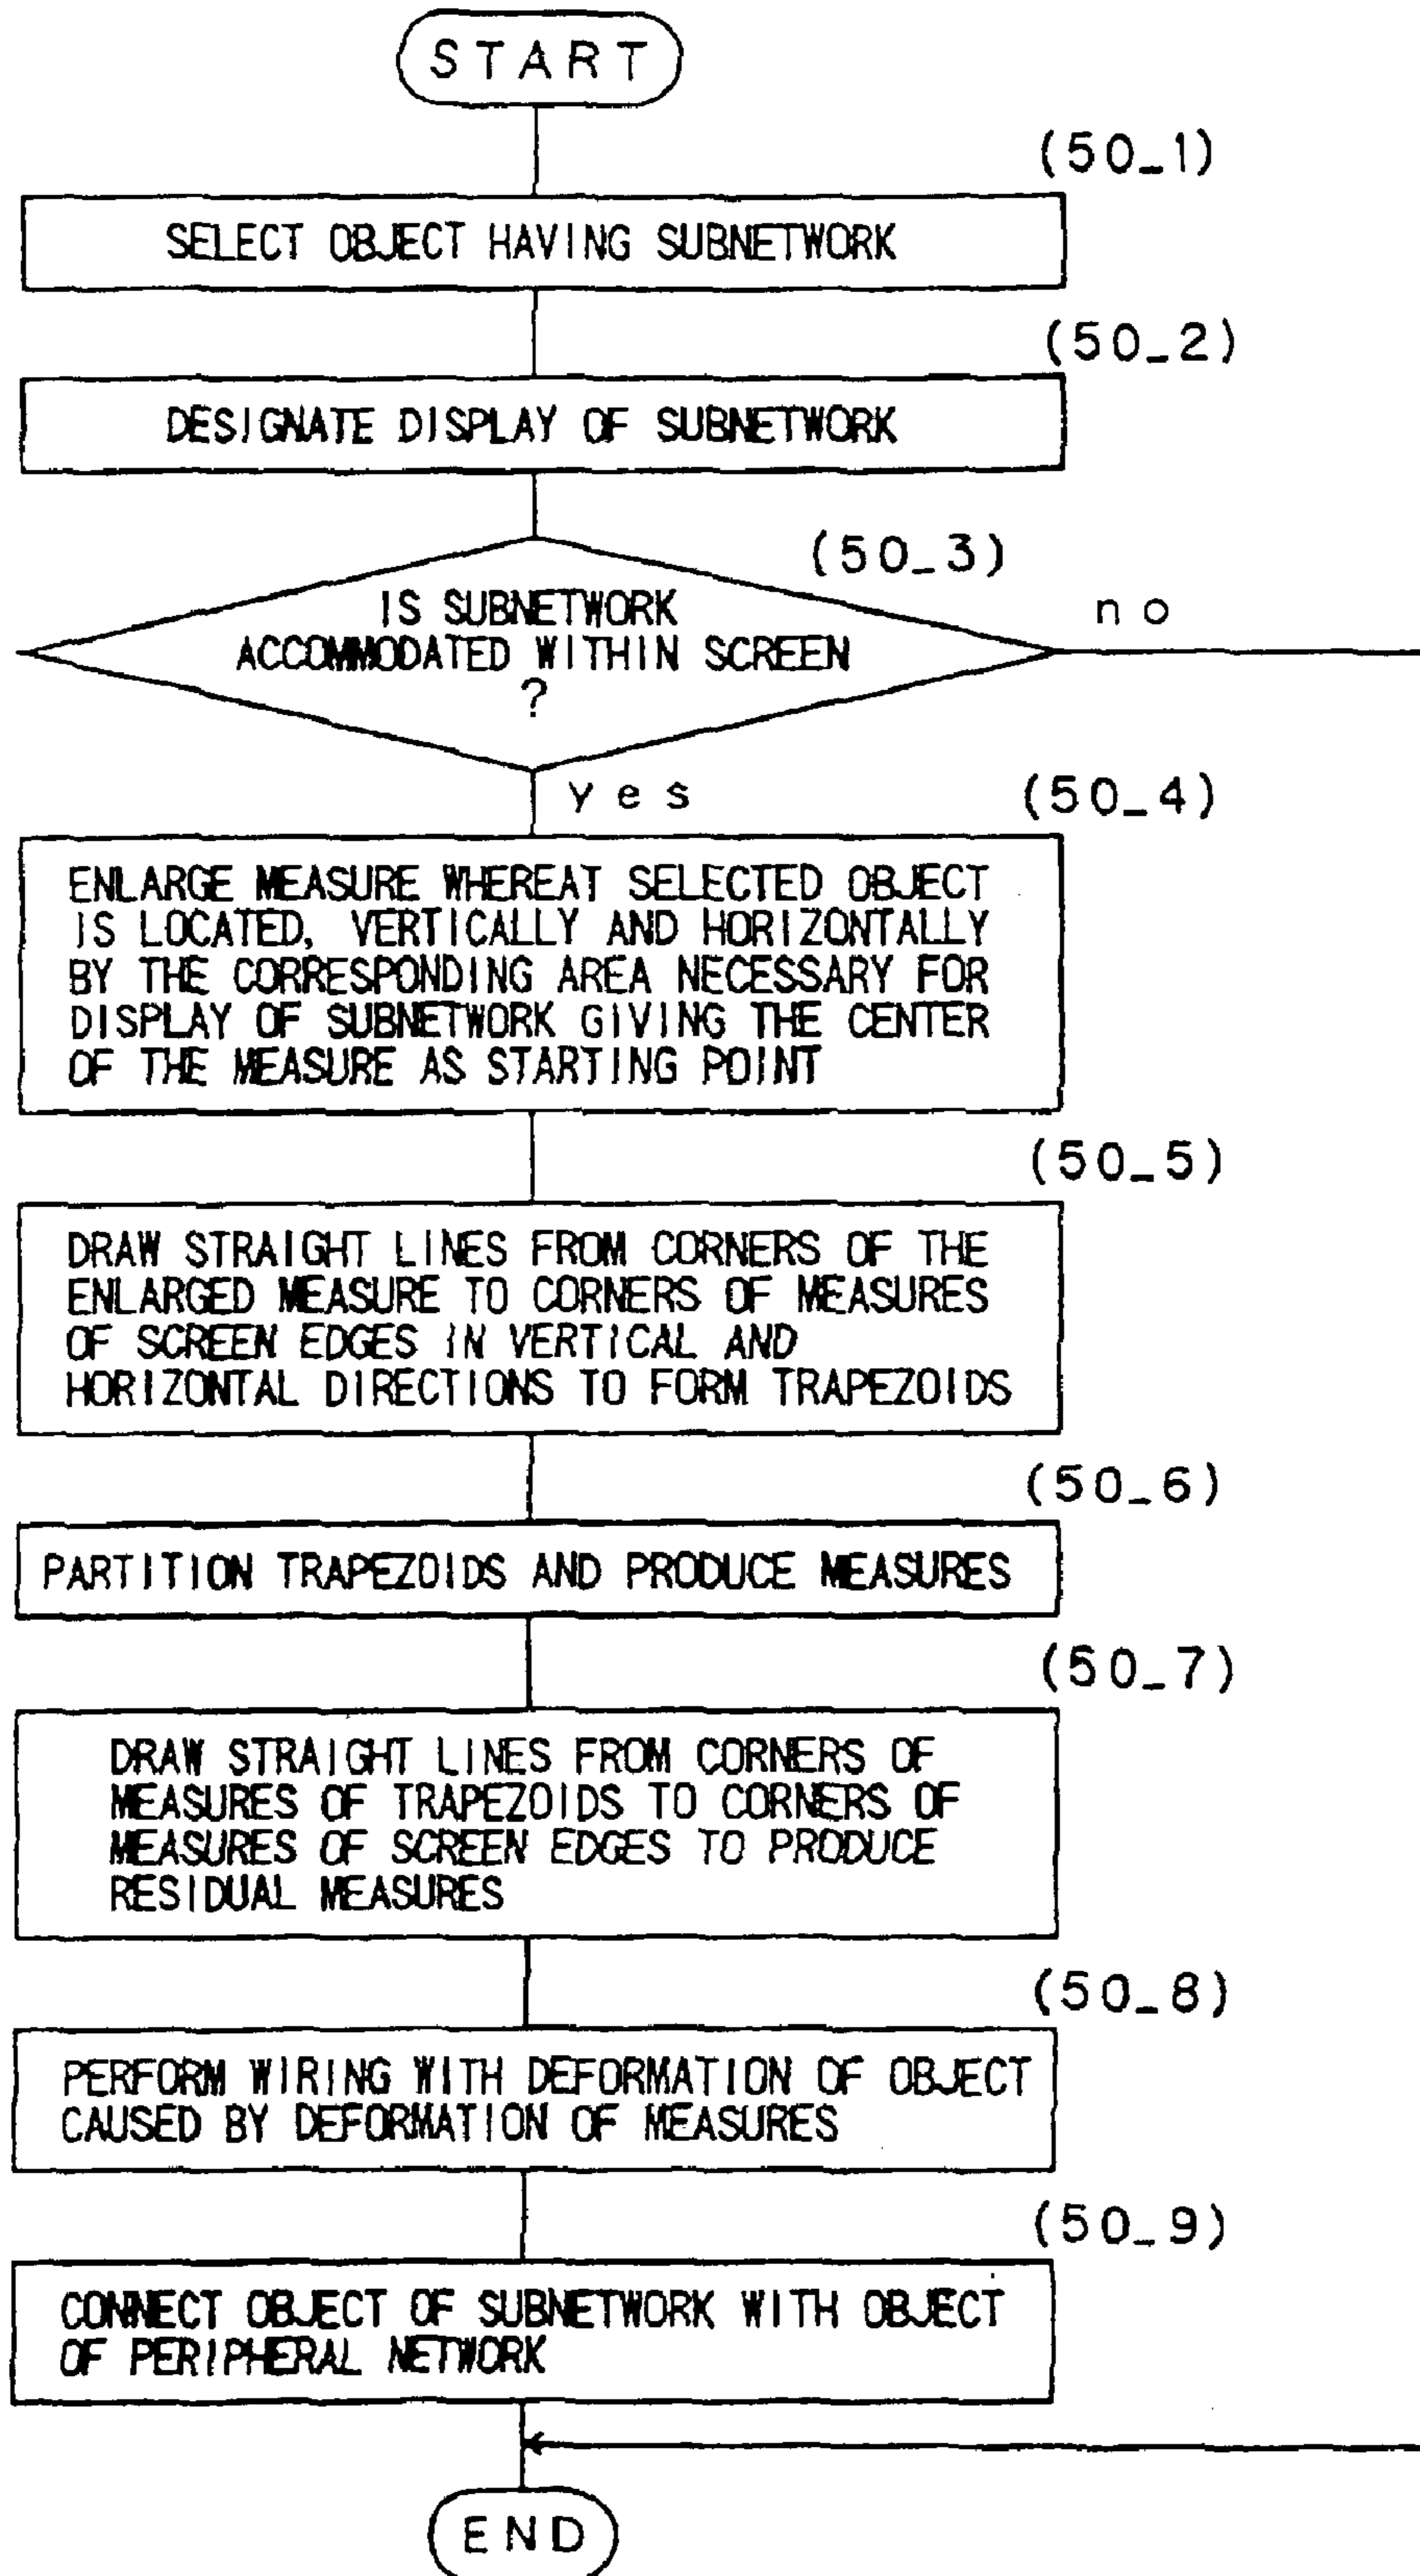 START
(50_1)
SELECT OBJECT HAVING SUBNETWORK
(50_2)
DESIGNATE DISPLAY OF SUBNETWORK
(50_3)
IS SUBNETWORK
ACCOMMODATED WITHIN SCREEN
?
no
yes
(50_4)
ENLARGE MEASURE WHEREAT SELECTED OBJECT
IS LOCATED, VERTICALLY AND HORIZONTALLY
BY THE CORRESPONDING AREA NECESSARY FOR
DISPLAY OF SUBNETWORK GIVING THE CENTER
OF THE MEASURE AS STARTING POINT
(50_5)
DRAW STRAIGHT LINES FROM CORNERS OF THE
ENLARGED MEASURE TO CORNERS OF MEASURES
OF SCREEN EDGES IN VERTICAL AND
HORIZONTAL DIRECTIONS TO FORM TRAPEZOIDS
(50_6)
PARTITION TRAPEZOIDS AND PRODUCE MEASURES
(50_7)
DRAW STRAIGHT LINES FROM CORNERS OF
MEASURES OF TRAPEZOIDS TO CORNERS OF
MEASURES OF SCREEN EDGES TO PRODUCE
RESIDUAL MEASURES
(50_8)
PERFORM WIRING WITH DEFORMATION OF OBJECT
CAUSED BY DEFORMATION OF MEASURES
(50_9)
CONNECT OBJECT OF SUBNETWORK WITH OBJECT
OF PERIPHERAL NETWORK
END